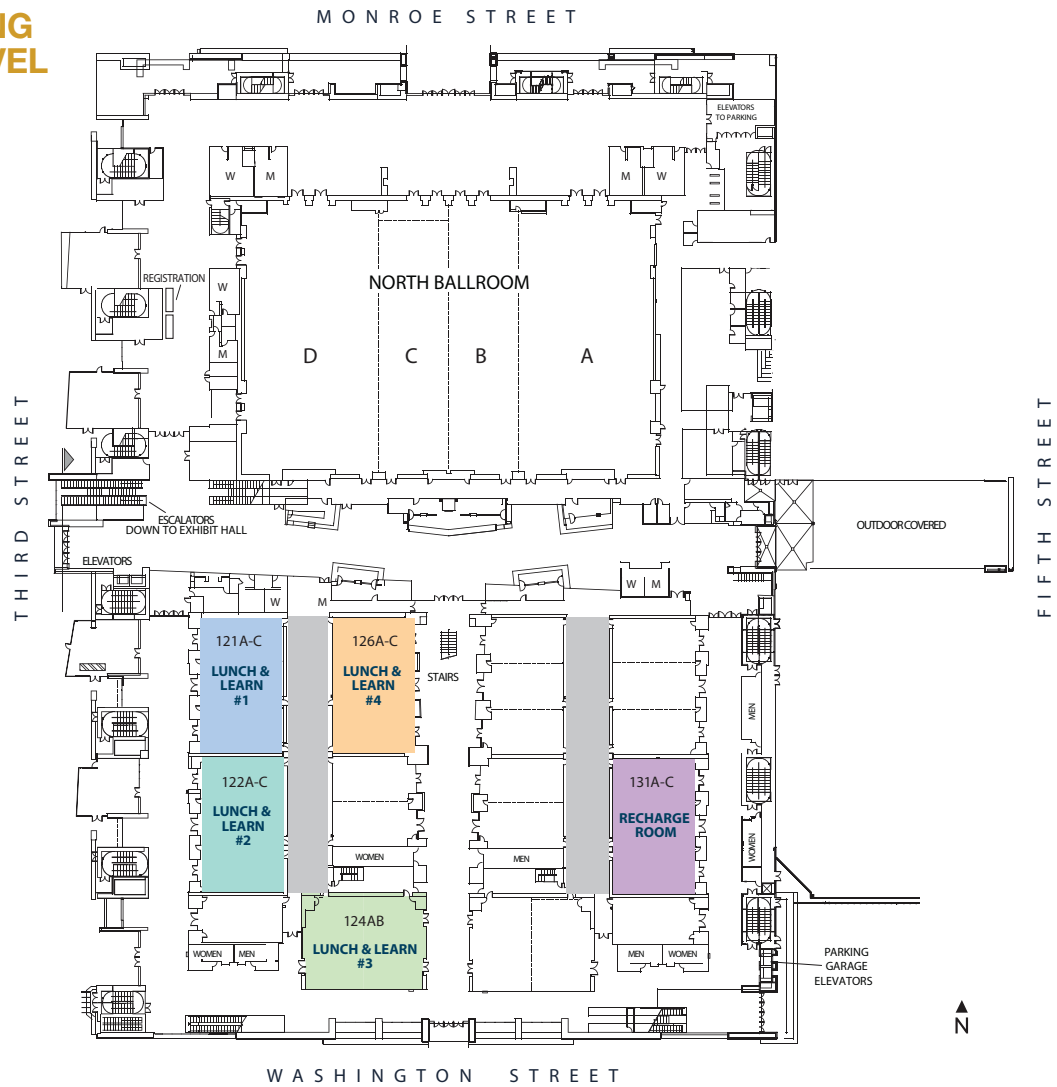 MONROE STREET
NG
VEL
ELEVATORS
TO PARKING
W
M
M
W
REGISTRATION
NORTH BALLROOM
W
M
D
C
B
A
THIRD STREET
FIFTH STREET
ESCALATORS
DOWN TO EXHIBIT HALL
OUTDOOR COVERED
ELEVATORS
W
M
W
M
121A-C
LUNCH &
LEARN
#1
126A-C
LUNCH &
LEARN
#4
STAIRS
MEN
122A-C
LUNCH &
LEARN
#2
131A-C
RECHARGE
ROOM
WOMEN
MEN
WOMEN
124AB
LUNCH & LEARN
#3
WOMEN
MEN
MEN
WOMEN
PARKING
GARAGE
ELEVATORS
N
WASHINGTON STREET